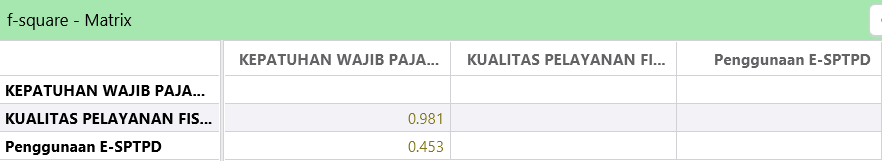 f-square - Matrix
KEPATUHAN WAJIB PAJA... KUALITAS PELAYANAN FI... Penggunaan E-SPTPD
KEPATUHAN WAJIB PAJA...
KUALITAS PELAYANAN FIS... 0.981
Penggunaan E-SPTPD 0.453